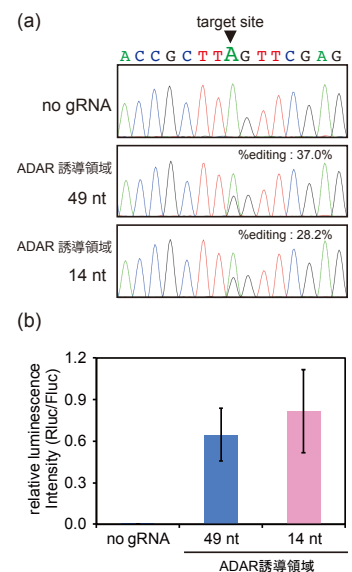 (a)
target site
A C C G C T T A G T T C G A G
no gRNA
%editing : 37.0%
ADAR 誘導領域
49 nt
%editing : 28.2%
ADAR 誘導領域
14 nt
(b)
relative luminescence
Intensity (Rluc/Fluc)
1.2
0.9
0.6
0.3
0.0
no gRNA 49 nt 14 nt
ADAR誘導領域